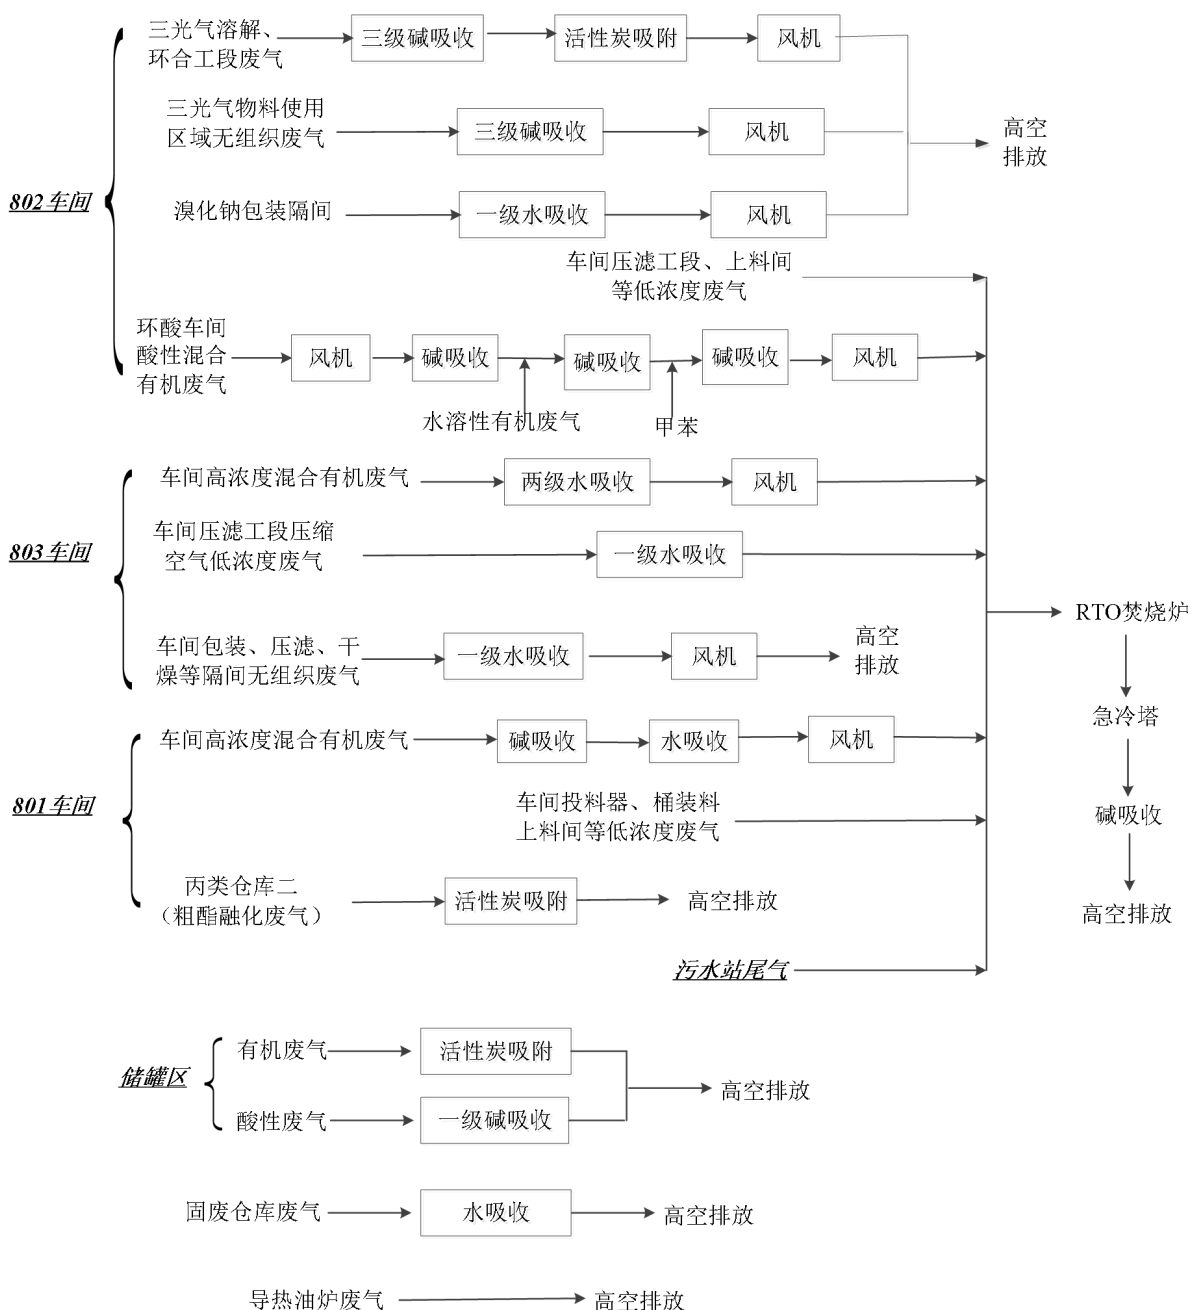 三光气溶解、
环合工段废气
三级碱吸收
活性炭吸附
风机
三光气物料使用
区域无组织废气
三级碱吸收
风机
高空
排放
802车间
溴化钠包装隔间
一级水吸收
风机
车间压滤工段、上料间
等低浓度废气
环酸车间
酸性混合
有机废气
风机
碱吸收
碱吸收
碱吸收
风机
水溶性有机废气
甲苯
车间高浓度混合有机废气
两级水吸收
风机
803车间
车间压滤工段压缩
空气低浓度废气
一级水吸收
RTO焚烧炉
车间包装、压滤、干
燥等隔间无组织废气
一级水吸收
风机
高空
排放
急冷塔
车间高浓度混合有机废气
碱吸收
水吸收
风机
801车间
车间投料器、桶装料
上料间等低浓度废气
碱吸收
丙类仓库二
（粗酯融化废气）
活性炭吸附
高空排放
高空排放
污水站尾气
储罐区
有机废气
活性炭吸附
高空排放
酸性废气
一级碱吸收
固废仓库废气
水吸收
高空排放
导热油炉废气
高空排放